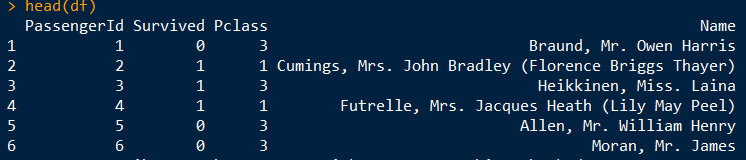 > head(df)
PassengerId Survived Pclass Name
1 1 0 3 Braund, Mr. Owen Harris
2 2 1 1 Cumings, Mrs. John Bradley (Florence Briggs Thayer)
3 3 1 3 Heikkinen, Miss. Laina
4 4 1 1 Futrelle, Mrs. Jacques Heath (Lily May Peel)
5 5 0 3 Allen, Mr. William Henry
6 6 0 3 Moran, Mr. James